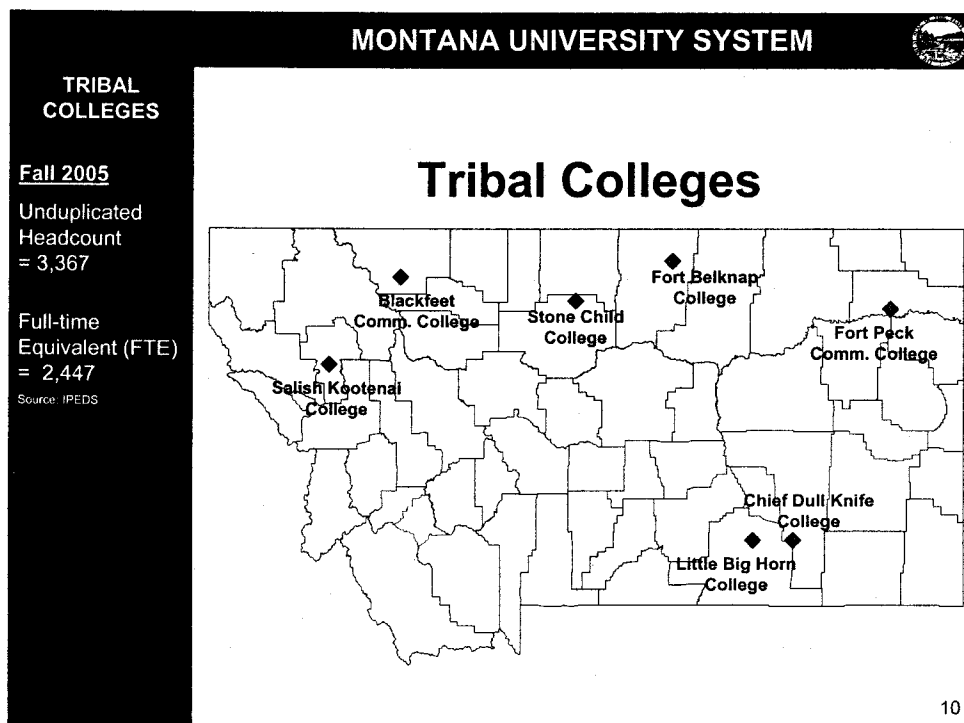 MONTANA UNIVERSITY SYSTEM
TRIBAL
COLLEGES
Fall 2005
Unduplicated
Headcount
= 3,367
Full-time
Equivalent (FTE)
= 2,447
Source: IPEDS
Tribal Colleges
Blackfeet
Comm. College
Stone Child
College
Fort Belknap
College
Fort Peck
Comm. College
Salish Kootenai
College
Chief Dull Knife
College
Little Big Horn
College
10